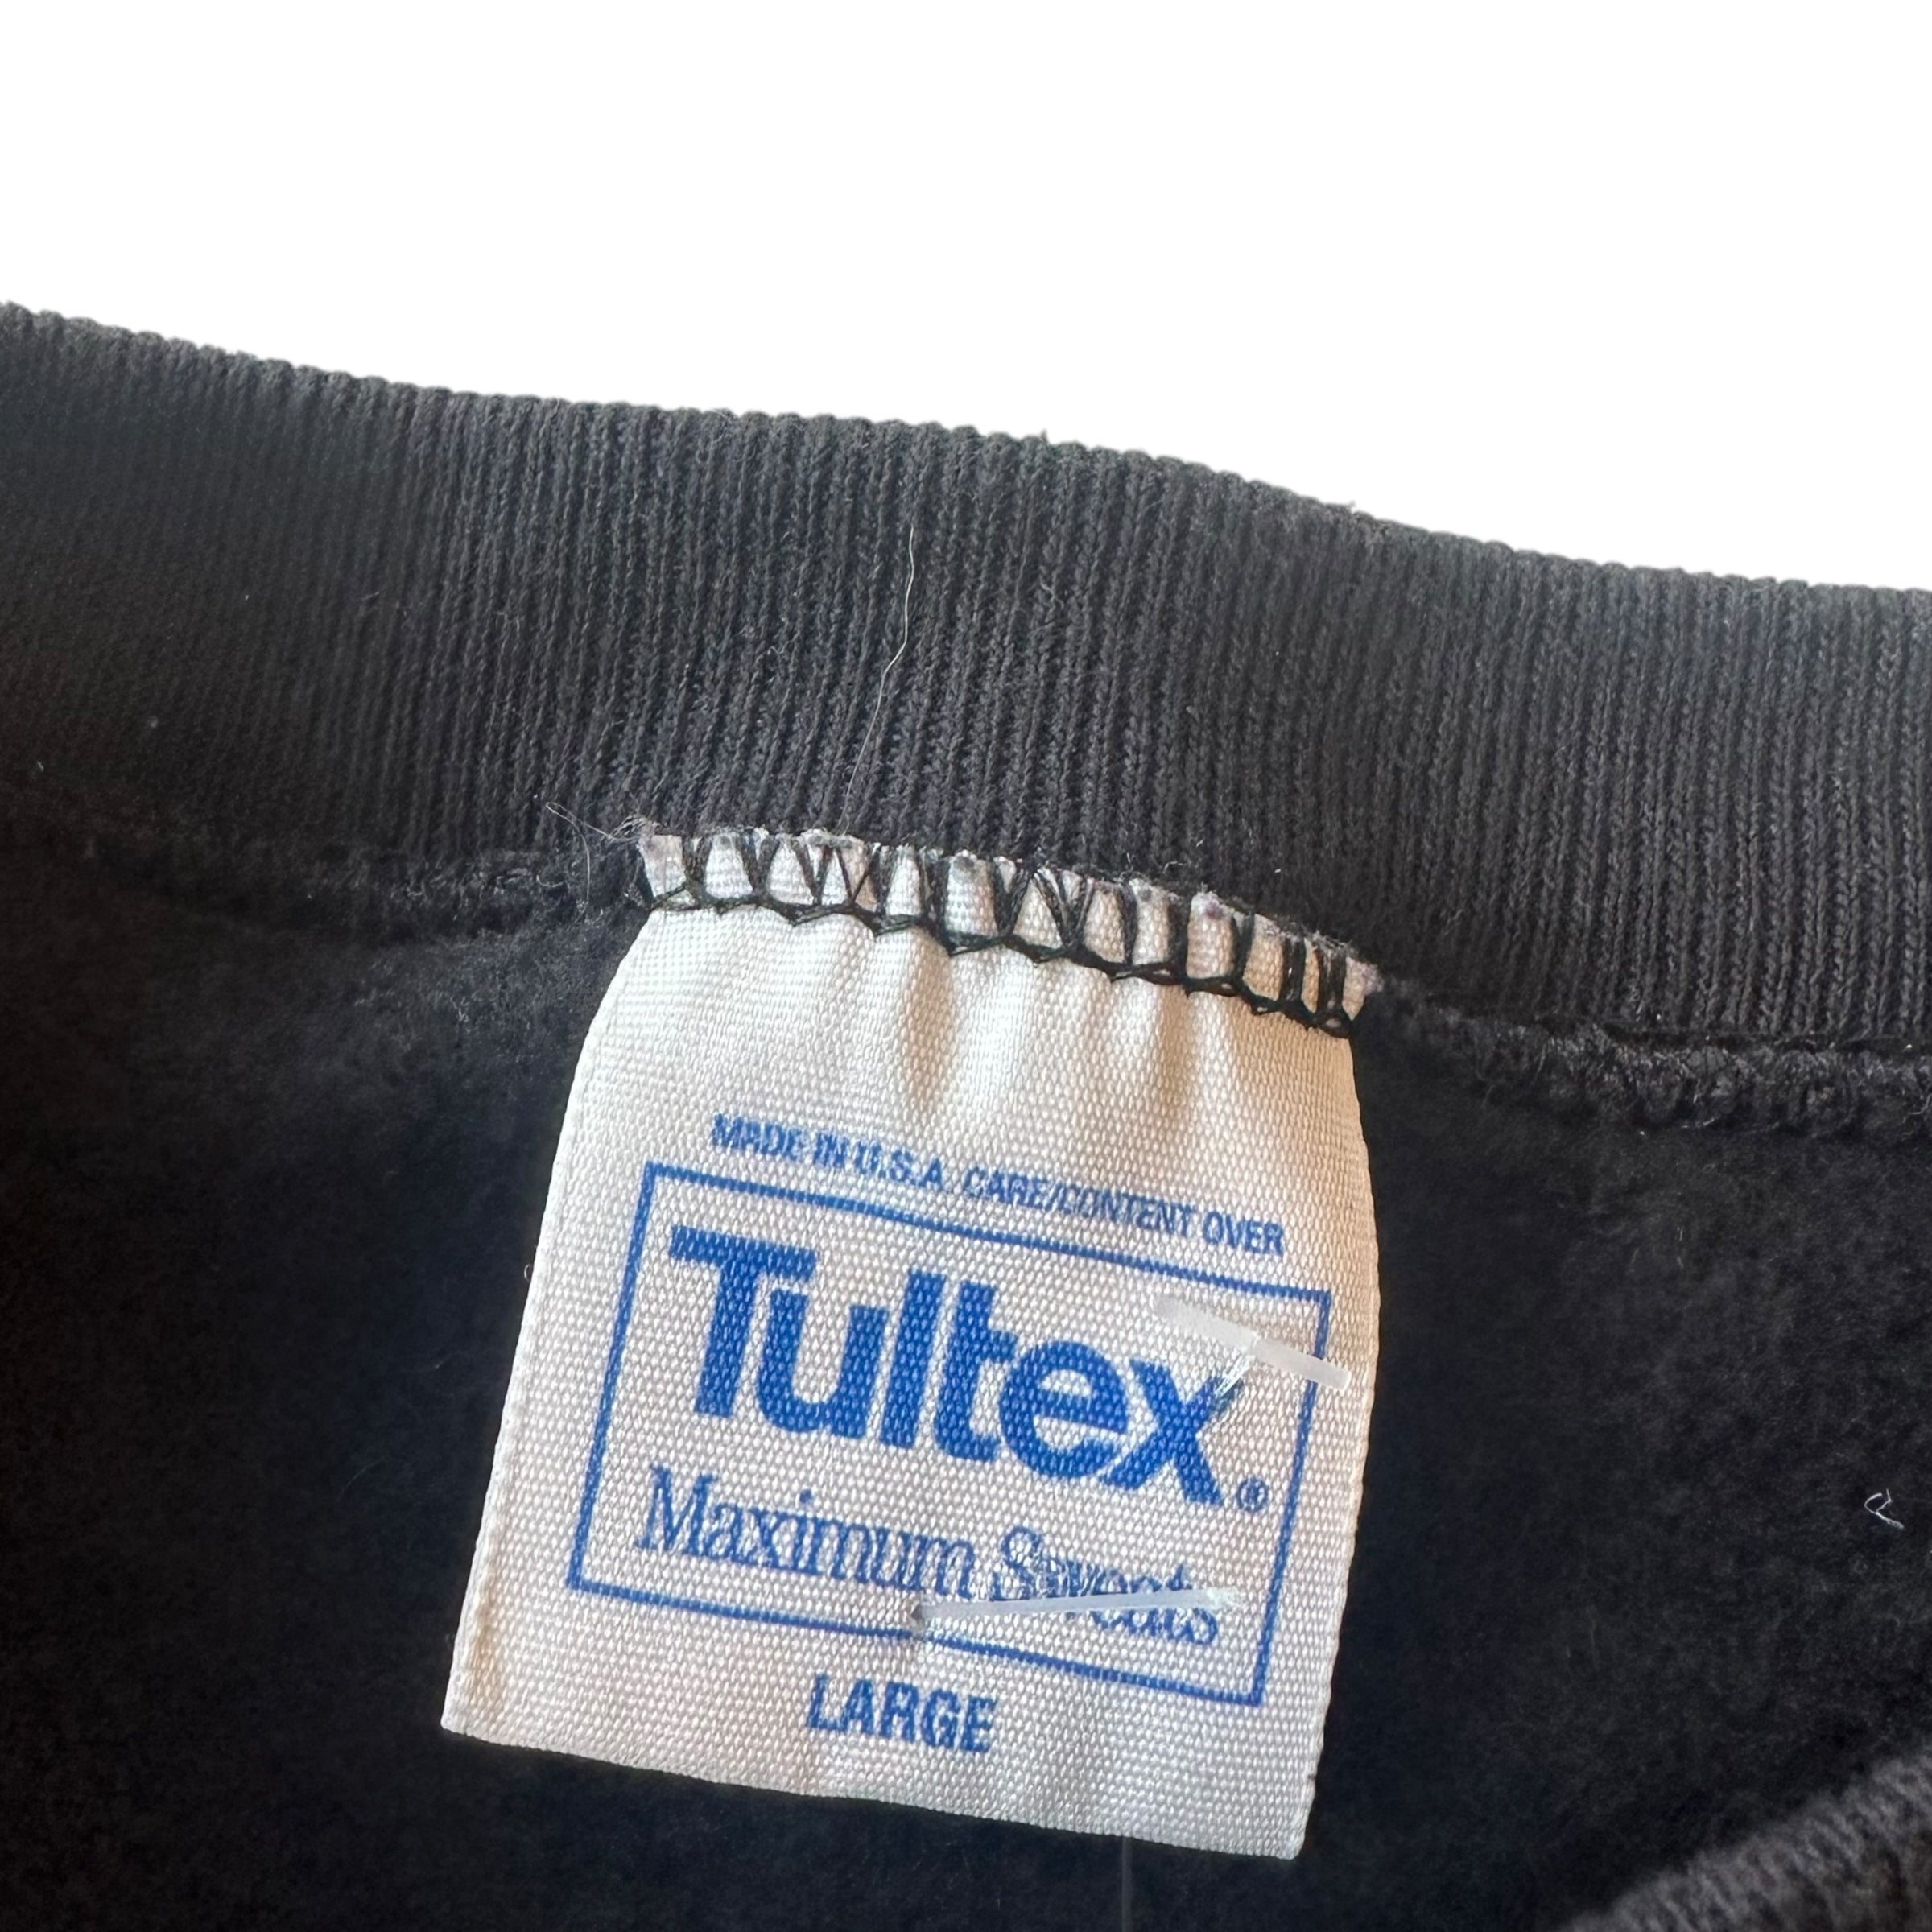 MADE IN U.S.A. CARE/CONTENT OVER
Tultex®
Maximum Sweats
LARGE